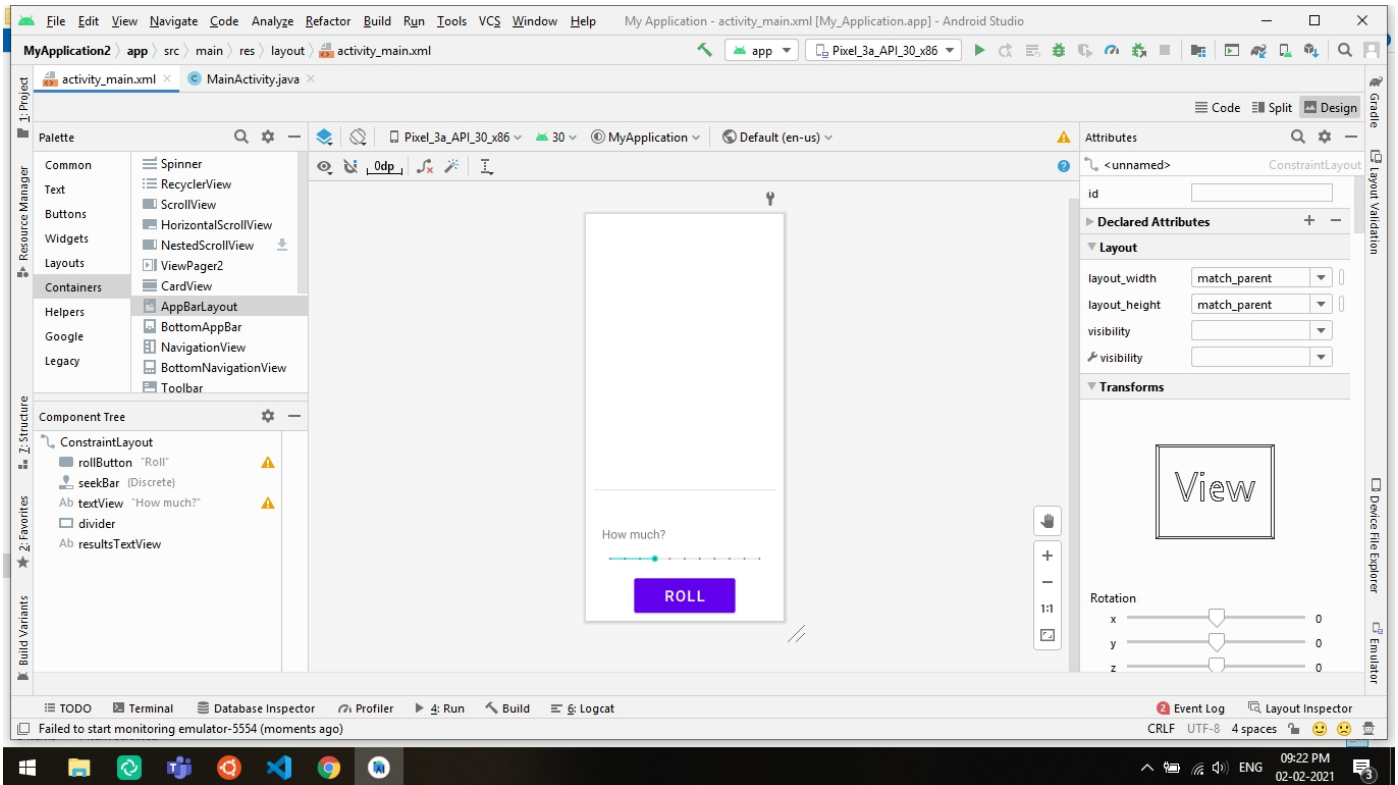 File Edit View Navigate Code Analyze Refactor Build Run Tools VCS Window Help My Application - activity_main.xml [My_Application.app] - Android Studio
MyApplication2 app src main res layout activity_main.xml app Pixel_3a_API_30_x86
activity_main.xml MainActivity.java
Code Split Design
1: Project
Resource Manager
Z: Structure
2: Favorites
Build Variants
Palette
Common
Text
Buttons
Widgets
Layouts
Containers
Helpers
Google
Legacy
Spinner
RecyclerView
ScrollView
HorizontalScrollView
NestedScrollView
ViewPager2
CardView
AppBarLayout
BottomAppBar
NavigationView
BottomNavigationView
Toolbar
Component Tree
ConstraintLayout
rollButton "Roll"
seekBar (Discrete)
Ab textView "How much?"
divider
Ab resultsTextView
Pixel_3a_API_30_x86 30 MyApplication Default (en-us)
0dp
How much?
ROLL
1:1
Attributes
<unnamed> ConstraintLayout
id
Declared Attributes
Layout
layout_width match_parent
layout_height match_parent
visibility
visibility
Transforms
View
Rotation
x 0
y 0
z 0
Gradle
Layout Validation
Device File Explorer
Emulator
TODO Terminal Database Inspector Profiler 4: Run Build 6: Logcat 2 Event Log Layout Inspector
Failed to start monitoring emulator-5554 (moments ago) CRLF UTF-8 4 spaces
ENG 09:22 PM
02-02-2021 3